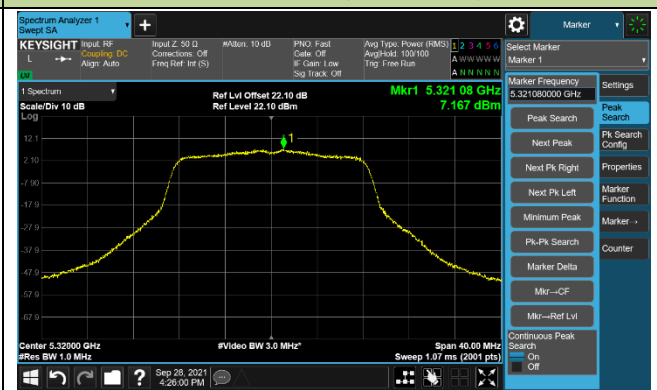 Spectrum Analyzer 1
Swept SA
Marker
KEYSIGHT
L
Input: RF
Coupling: DC
Align: Auto
Input Z: 50 Ω
Corrections: Off
Freq Ref: Int (S)
#Atten: 10 dB
PNO: Fast
Gate: Off
IF Gain: Low
Sig Track: Off
Avg Type: Power (RMS)
Avg|Hold: 100/100
Trig: Free Run
1 2 3 4 5 6
A W W W W W
A N N N N N
Select Marker
Marker 1
1 Spectrum
Scale/Div 10 dB
Log
Ref Lvl Offset 22.10 dB
Ref Level 22.10 dBm
Mkr1 5.321 08 GHz
7.167 dBm
12.1
2.10
-7.90
-17.9
-27.9
-37.9
-47.9
-57.9
-67.9
1
Center 5.32000 GHz
#Res BW 1.0 MHz
#Video BW 3.0 MHz*
Span 40.00 MHz
Sweep 1.07 ms (2001 pts)
Marker Frequency
5.321080000 GHz
Peak Search
Next Peak
Next Pk Right
Next Pk Left
Minimum Peak
Pk-Pk Search
Marker Delta
Mkr→CF
Mkr→Ref Lvl
Continuous Peak
Search
On
Off
Settings
Peak
Search
Pk Search
Config
Properties
Marker
Function
Marker→
Counter
Sep 28, 2021
4:26:00 PM